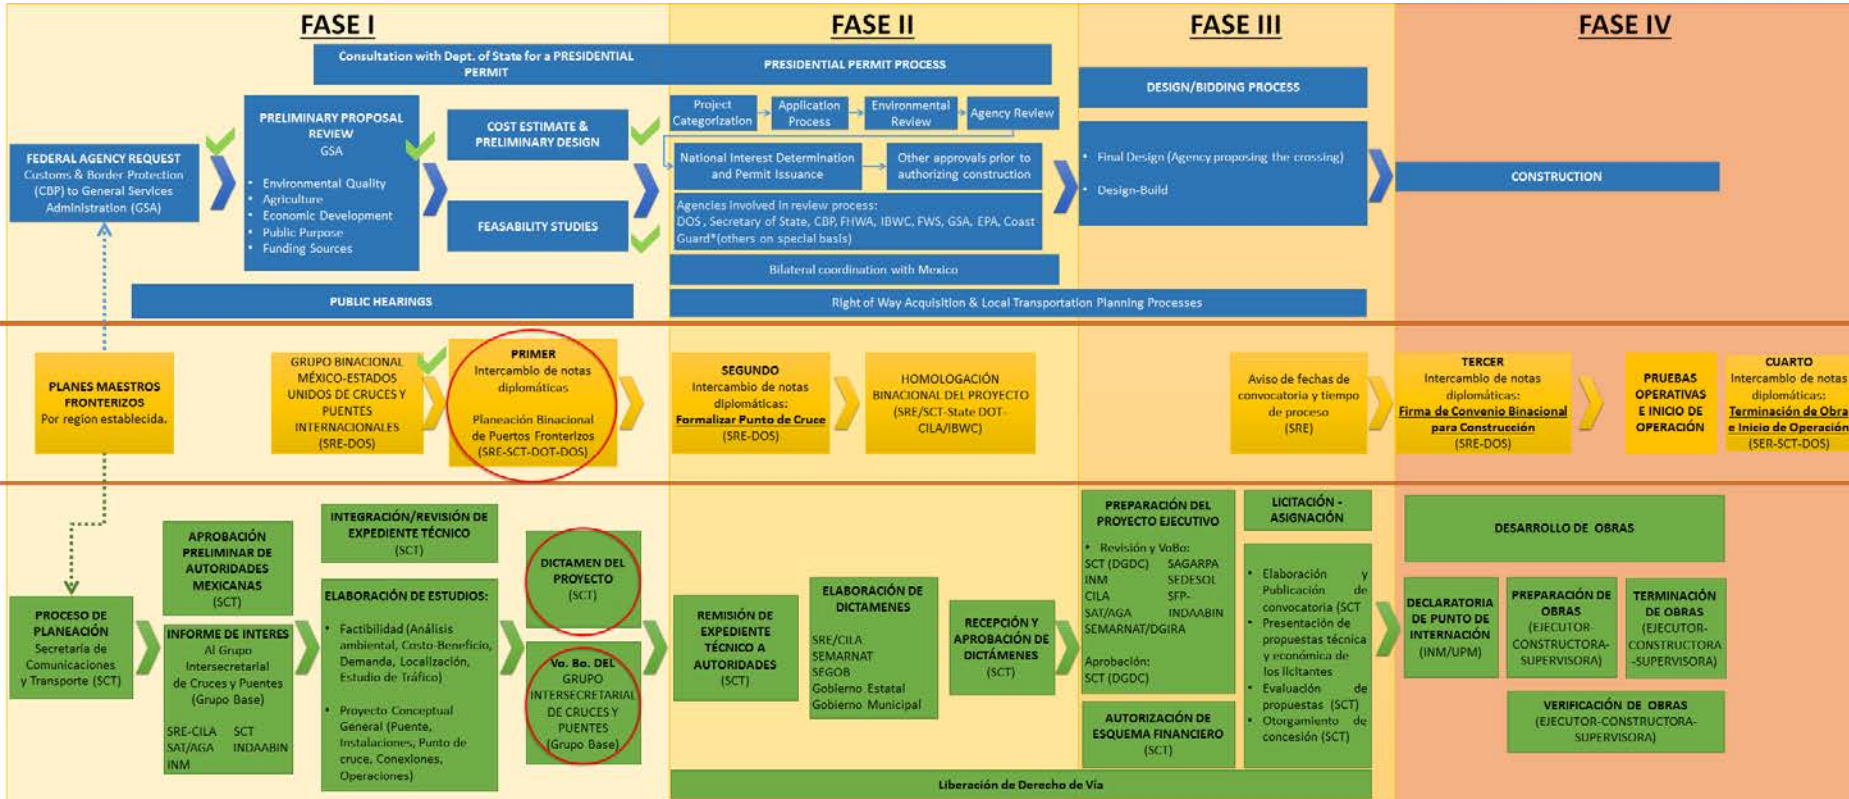 FASE I
FASE II
FASE III
FASE IV
Consultation with Dept. of State for a PRESIDENTIAL
PERMIT
PRESIDENTIAL PERMIT PROCESS
FEDERAL AGENCY REQUEST
Customs & Border Protection
(CBP) to General Services
Administration (GSA)
PRELIMINARY PROPOSAL
REVIEW
GSA
• Environmental Quality
• Agriculture
• Economic Development
• Public Purpose
• Funding Sources
COST ESTIMATE &
PRELIMINARY DESIGN
FEASABILITY STUDIES
PUBLIC HEARINGS
Project
Categorization
Application
Process
Environmental
Review
Agency Review
National Interest Determination
and Permit Issuance
Other approvals prior to
authorizing construction
Agencies Involved in review process:
DOS , Secretary of State, CBP, FHWA, IBWC, FWS, GSA, EPA, Coast
Guard*(others on special basis)
Bilateral coordination with Mexico
Right of Way Acquisition & Local Transportation Planning Processes
DESIGN/BIDDING PROCESS
• Final Design (Agency proposing the crossing)
• Design-Build
CONSTRUCTION
PLANES MAESTROS
FRONTERIZOS
Por region establecida.
GRUPO BINACIONAL
MÉXICO-ESTADOS
UNIDOS DE CRUCES Y
PUENTES
INTERNACIONALES
(SRE-DOS)
PRIMER
Intercambio de notas
diplomáticas
Planeación Binacional
de Puertos Fronterizos
(SRE-SCT-DOT-DOS)
SEGUNDO
Intercambio de notas
diplomáticas:
Formalizar Punto de Cruce
(SRE-DOS)
HOMOLOGACIÓN
BINACIONAL DEL PROYECTO
(SRE/SCT-State DOT-
CILA/IBWC)
Aviso de fechas de
convocatoria y tiempo
de proceso
(SRE)
TERCER
Intercambio de notas
diplomáticas:
Firma de Convenio Binacional
para Construcción
(SRE-DOS)
PRUEBAS
OPERATIVAS
E INICIO DE
OPERACIÓN
CUARTO
Intercambio de notas
diplomáticas:
Terminación de Obra
e Inicio de Operación
(SER-SCT-DOS)
PROCESO DE
PLANEACIÓN
Secretaría de
Comunicaciones
y Transporte (SCT)
APROBACIÓN
PRELIMINAR DE
AUTORIDADES
MEXICANAS
(SCT)
INFORME DE INTERES
Al Grupo
Intersecretarial
de Cruces y Puentes
(Grupo Base)
SRE-CILA SCT
SAT/AGA INDAABIN
INM
INTEGRACIÓN/REVISIÓN DE
EXPEDIENTE TÉCNICO
(SCT)
ELABORACIÓN DE ESTUDIOS:
• Factibilidad (Análisis
ambiental, Costo-Beneficio,
Demanda, Localización,
Estudio de Tráfico)
• Proyecto Conceptual
General (Puente,
Instalaciones, Punto de
cruce, Conexiones,
Operaciones)
DICTAMEN DEL
PROYECTO
(SCT)
Vo. Bo. DEL
GRUPO
INTERSECRETARIAL
DE CRUCES Y
PUENTES
(Grupo Base)
REMISIÓN DE
EXPEDIENTE
TÉCNICO A
AUTORIDADES
(SCT)
ELABORACIÓN DE
DICTAMENES
SRE/CILA
SEMARNAT
SEGOB
Gobierno Estatal
Gobierno Municipal
RECEPCIÓN Y
APROBACIÓN DE
DICTÁMENES
(SCT)
PREPARACIÓN DEL
PROYECTO EJECUTIVO
• Revisión y VoBo:
SCT (DGDC) SAGARPA
INM SEDESOL
CILA SFP-
SAT/AGA INDAABIN
SEMARNAT/DGIRA
Aprobación:
SCT (DGDC)
AUTORIZACIÓN DE
ESQUEMA FINANCIERO
(SCT)
LICITACIÓN -
ASIGNACIÓN
• Elaboración y
Publicación de
convocatoria (SCT
• Presentación de
propuestas técnica
y económica de
los licitantes
• Evaluación de
propuestas (SCT)
• Otorgamiento de
concesión (SCT)
Liberación de Derecho de Vía
DESARROLLO DE OBRAS
DECLARATORIA
DE PUNTO DE
INTERNACIÓN
(INM/UPM)
PREPARACIÓN DE
OBRAS
(EJECUTOR-
CONSTRUCTORA-
SUPERVISORA)
TERMINACIÓN
DE OBRAS
(EJECUTOR-
CONSTRUCTORA
-SUPERVISORA)
VERIFICACIÓN DE OBRAS
(EJECUTOR-CONSTRUCTORA-
SUPERVISORA)